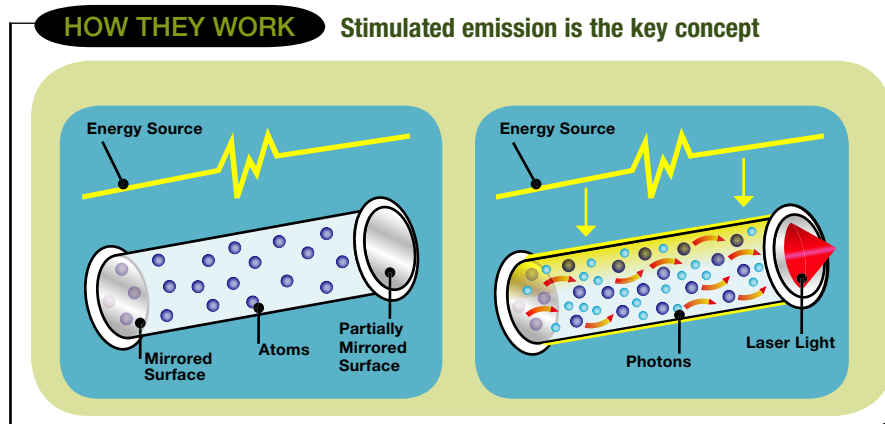 HOW THEY WORK
Stimulated emission is the key concept
Energy Source
Mirrored
Surface
Atoms
Partially
Mirrored
Surface
Energy Source
Photons
Laser Light